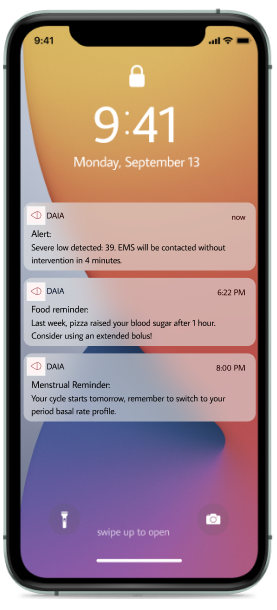 9:41
9:41
Monday, September 13
DAIA now
Alert:
Severe low detected: 39. EMS will be contacted without
intervention in 4 minutes.
DAIA 6:22 PM
Food reminder:
Last week, pizza raised your blood sugar after 1 hour.
Consider using an extended bolus!
DAIA 8:00 PM
Menstrual Reminder:
Your cycle starts tomorrow, remember to switch to your
period basal rate profile.
swipe up to open